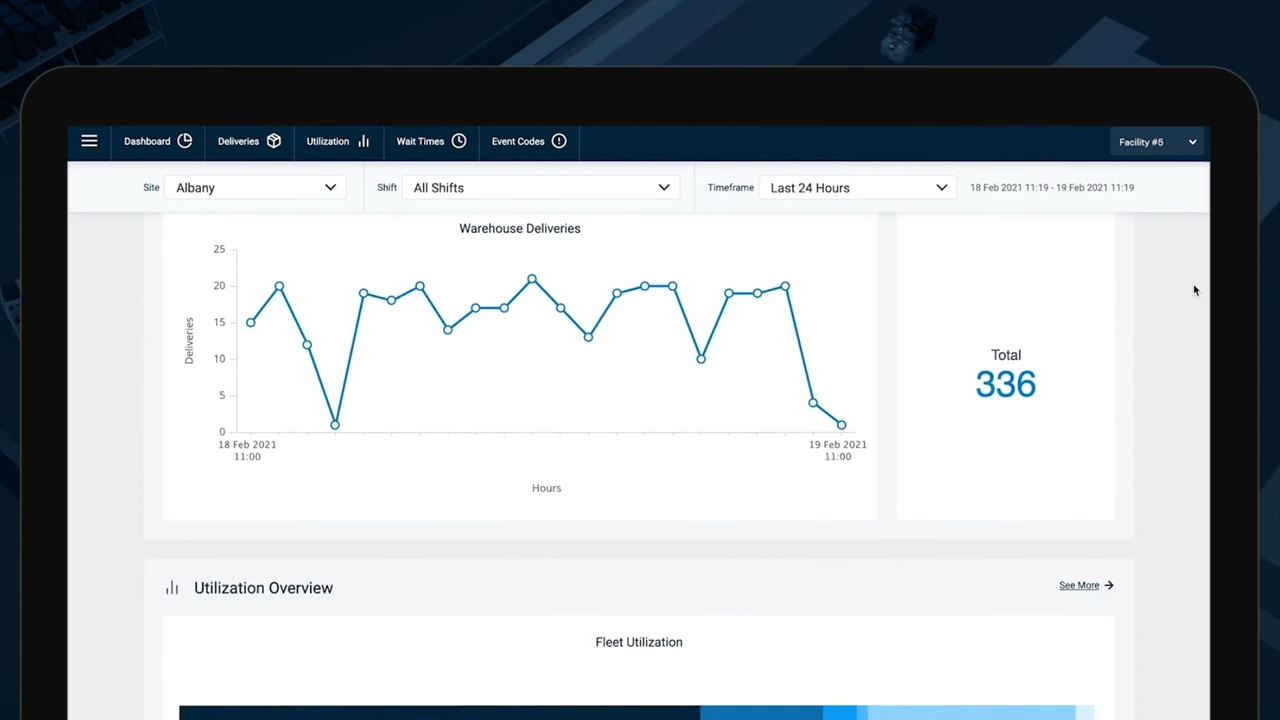 Dashboard
Deliveries
Utilization
Wait Times
Event Codes
Facility #5
Site
Albany
Shift
All Shifts
Timeframe
Last 24 Hours
18 Feb 2021 11:19 - 19 Feb 2021 11:19
Warehouse Deliveries
Deliveries
25
20
15
10
5
0
18 Feb 2021
11:00
19 Feb 2021
11:00
Hours
Total
336
Utilization Overview
See More
Fleet Utilization